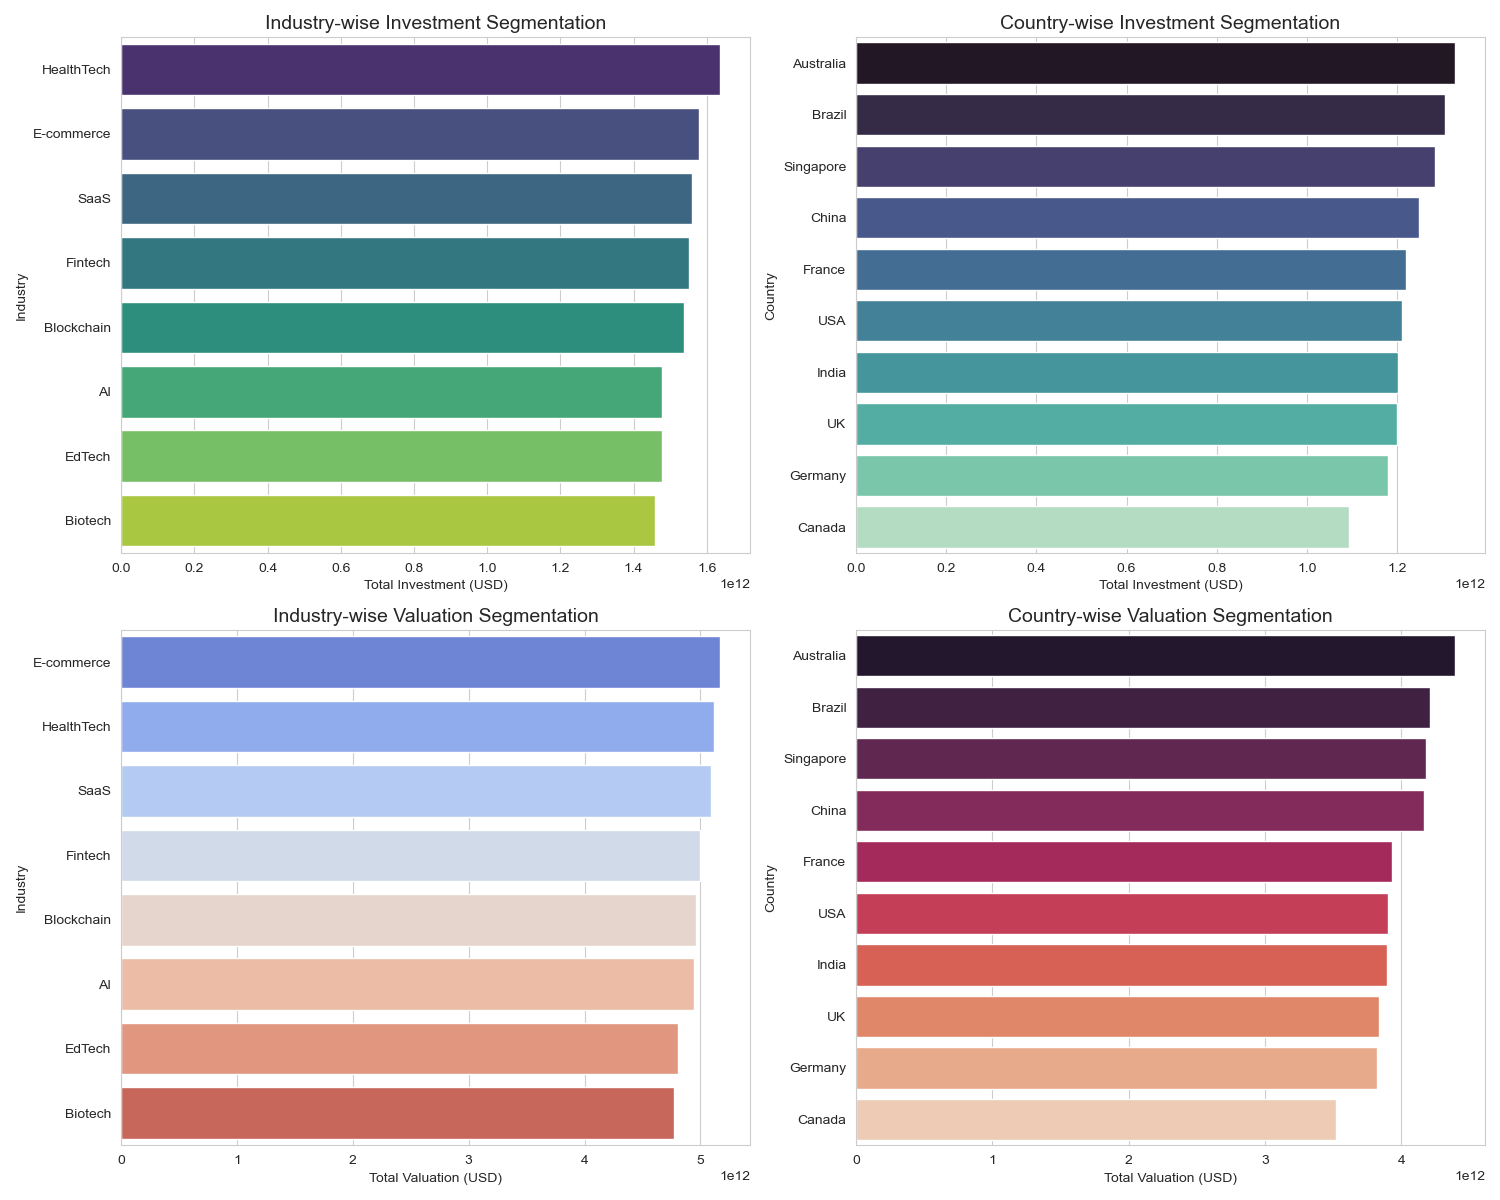 Industry-wise Investment Segmentation
Industry
HealthTech
E-commerce
SaaS
Fintech
Blockchain
AI
EdTech
Biotech
0.0 0.2 0.4 0.6 0.8 1.0 1.2 1.4 1.6
Total Investment (USD)
1e12
Country-wise Investment Segmentation
Country
Australia
Brazil
Singapore
China
France
USA
India
UK
Germany
Canada
0.0 0.2 0.4 0.6 0.8 1.0 1.2
Total Investment (USD)
1e12
Industry-wise Valuation Segmentation
Industry
E-commerce
HealthTech
SaaS
Fintech
Blockchain
AI
EdTech
Biotech
0 1 2 3 4 5
Total Valuation (USD)
1e12
Country-wise Valuation Segmentation
Country
Australia
Brazil
Singapore
China
France
USA
India
UK
Germany
Canada
0 1 2 3 4
Total Valuation (USD)
1e12